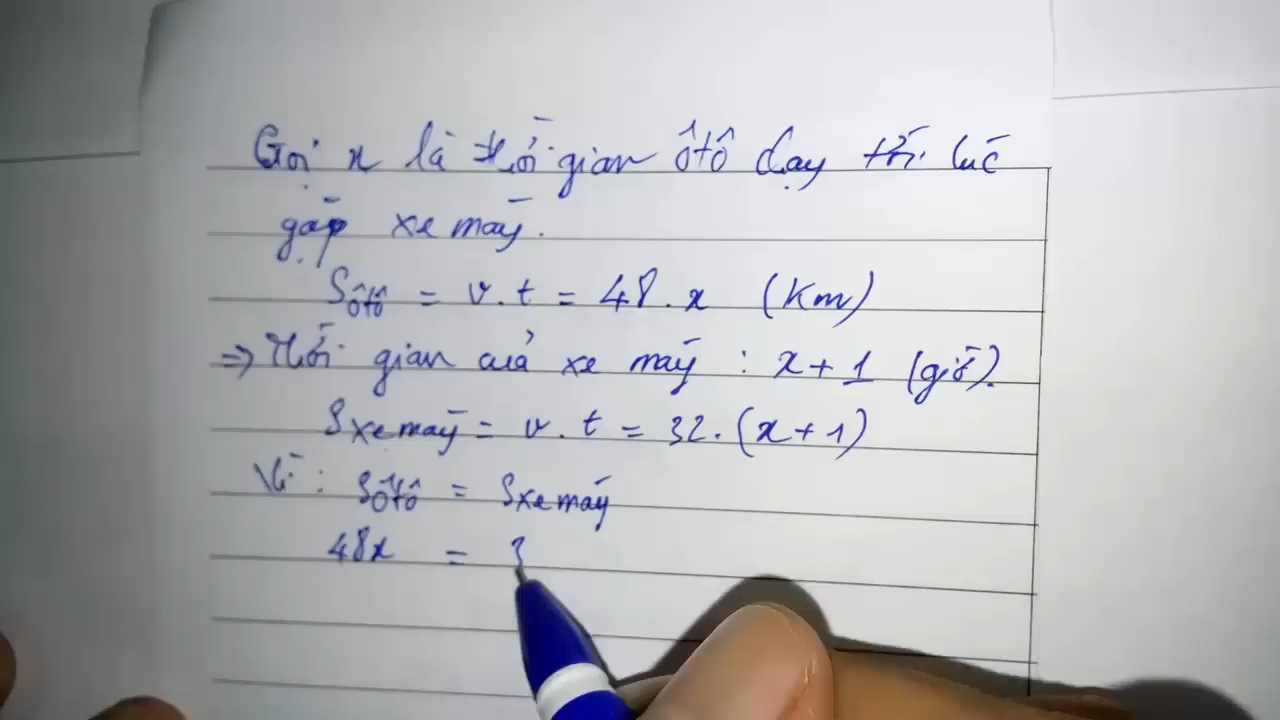 Gọi x là thời gian ôtô chạy tới lúc
gặp xe máy.
Sôtô = v.t = 48.x (Km)
=> Thời gian của xe máy : x + 1 (giờ).
Sxe máy = v.t = 32.(x+1)
Vì : Sôtô = Sxe máy
48x = 3